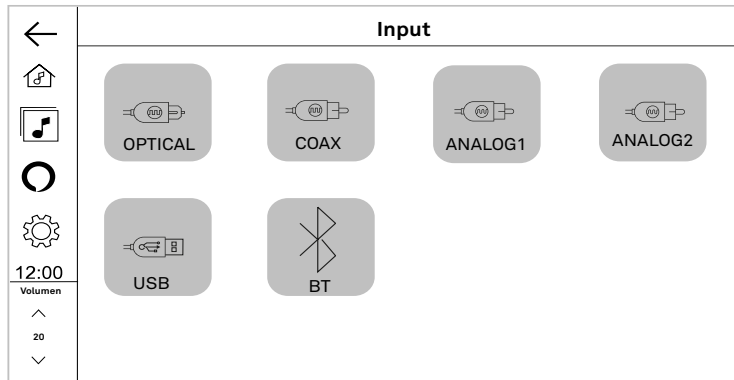 Input
OPTICAL
COAX
ANALOG1
ANALOG2
USB
BT
12:00
Volumen
20